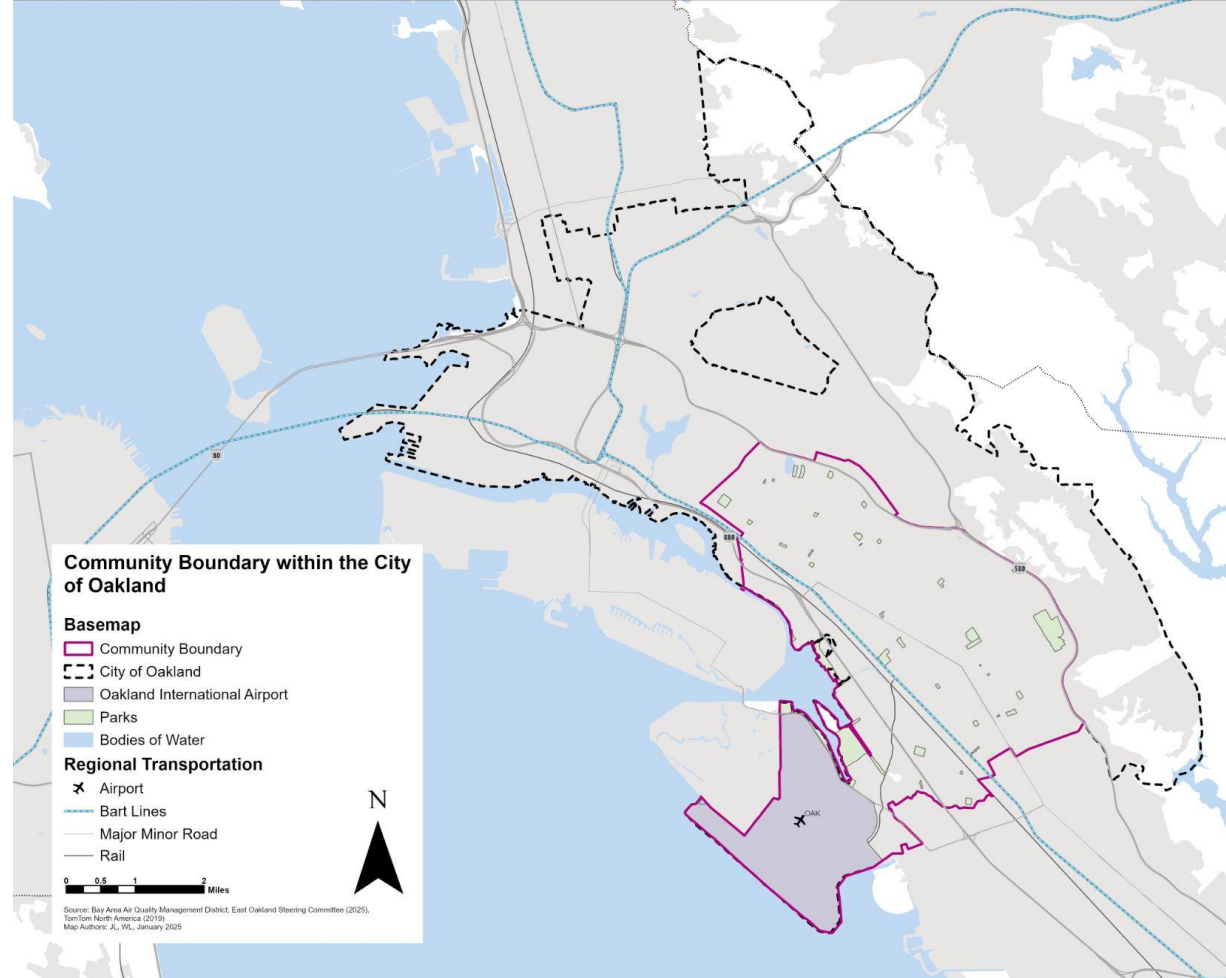 80
880
580
OAK
Community Boundary within the City
of Oakland
Basemap
Community Boundary
City of Oakland
Oakland International Airport
Parks
Bodies of Water
Regional Transportation
Airport
Bart Lines
Major Minor Road
Rail
N
0 0.5 1 2
Miles
Source: Bay Area Air Quality Management District, East Oakland Steering Committee (2025),
TomTom North America (2019)
Map Authors: JL, WL, January 2025